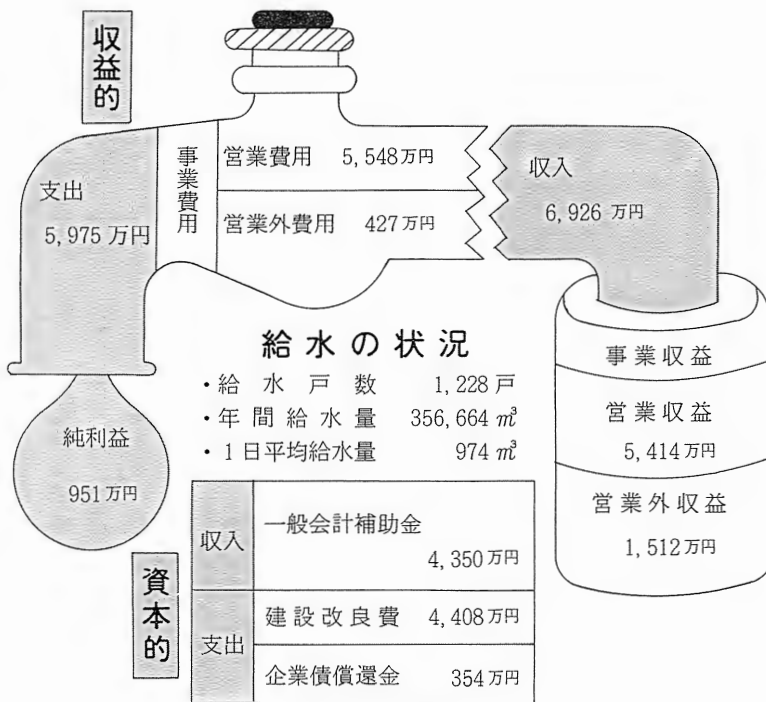 収益的
支出
5,975万円
事業費用
営業費用 5,548万円
営業外費用 427万円
収入
6,926万円
事業収益
営業収益
5,414万円
営業外収益
1,512万円
純利益
951万円
給水の状況
・給水戸数 1,228戸
・年間給水量 356,664㎥
・1日平均給水量 974㎥
資本的
収入
一般会計補助金
4,350万円
支出
建設改良費 4,408万円
企業債償還金 354万円